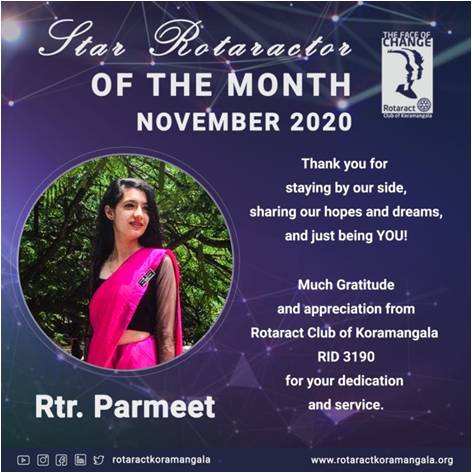 Star Rotaractor
OF THE MONTH
NOVEMBER 2020
THE FACE OF
CHANGE
Rotaract
Club of Koramangala
Thank you for
staying by our side,
sharing our hopes and dreams,
and just being YOU!
Much Gratitude
and appreciation from
Rotaract Club of Koramangala
RID 3190
for your dedication
and service.
Rtr. Parmeet
rotaractkoramangala
www.rotaractkoramangala.org